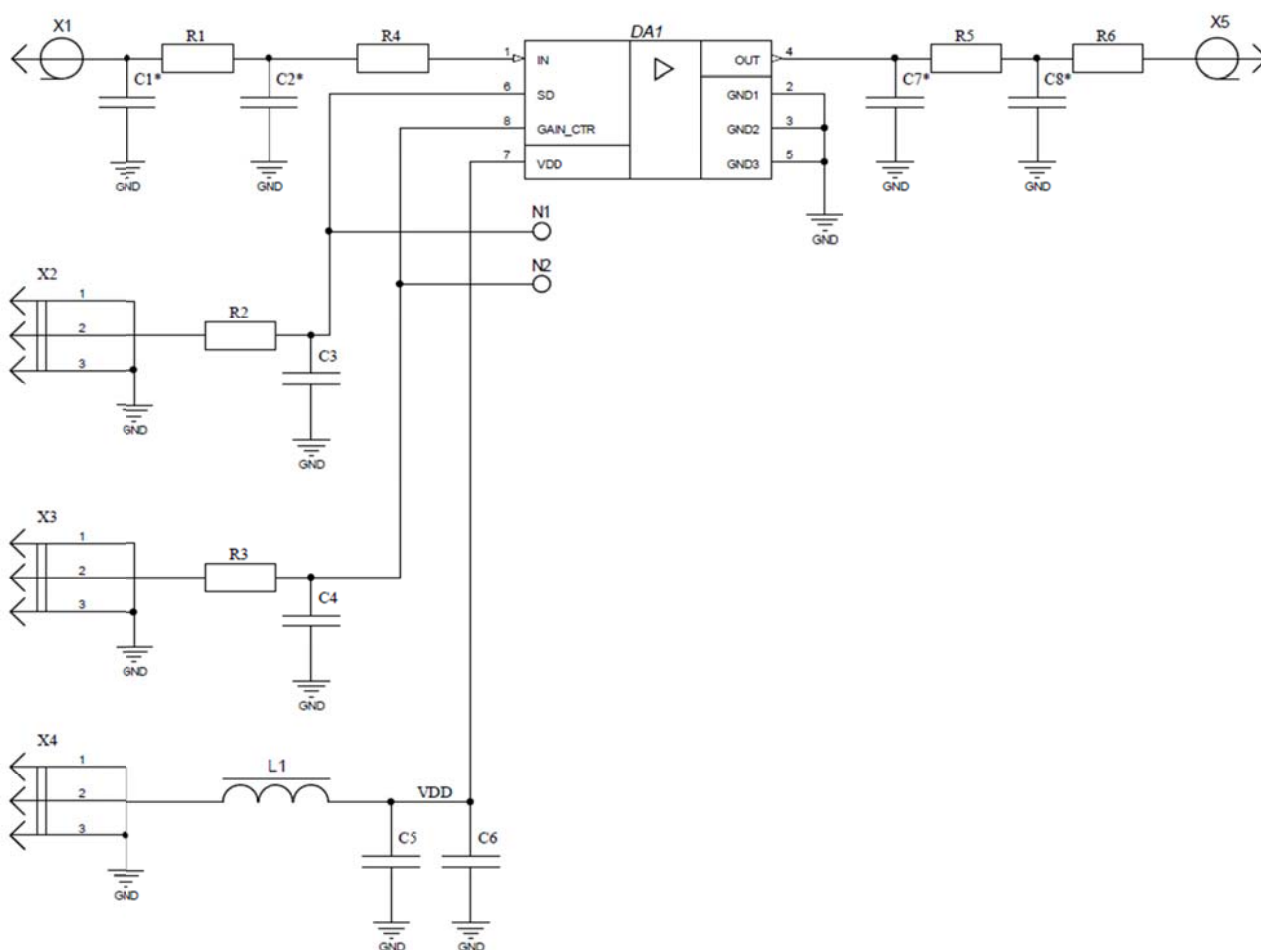 X1
R1
R4
DA1
R5
R6
X5
C1*
C2*
1
IN
OUT
4
C7*
C8*
6
SD
GND1
2
8
GAIN_CTR
GND2
3
7
VDD
GND3
5
GND
GND
GND
GND
GND
N1
N2
X2
1
2
3
R2
C3
GND
GND
X3
1
2
3
R3
C4
GND
GND
X4
1
2
3
L1
VDD
C5
C6
GND
GND
GND